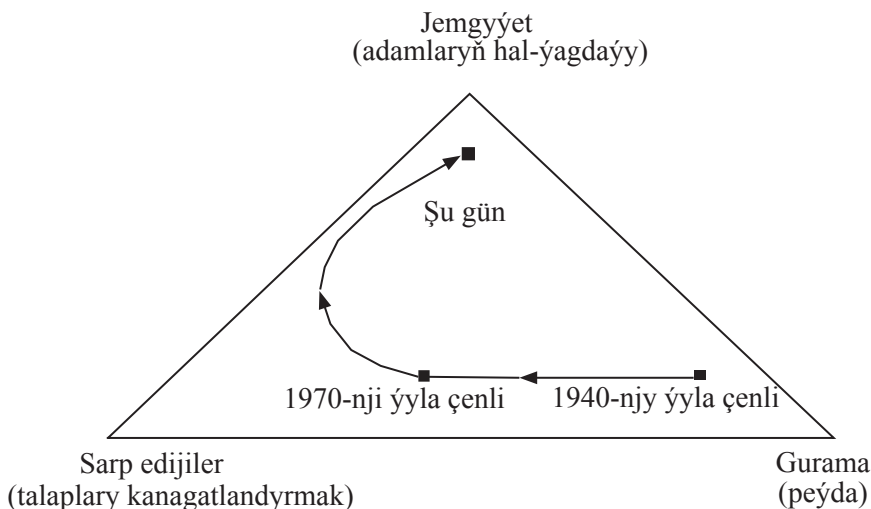 Jemgyýet
(adamlaryň hal-ýagdaýy)
Şu gün
1970-nji ýyla çenli
1940-njy ýyla çenli
Sarp edijiler
(talaplary kanagatlandyrmak)
Gurama
(peýda)